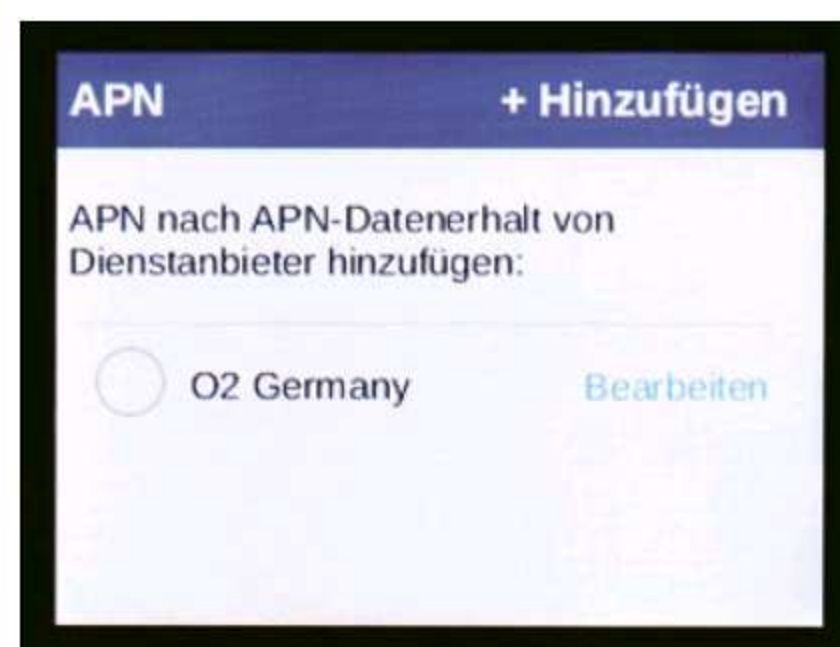 APN + Hinzufügen
APN nach APN-Datenerhalt von
Dienstanbieter hinzufügen:
O2 Germany Bearbeiten